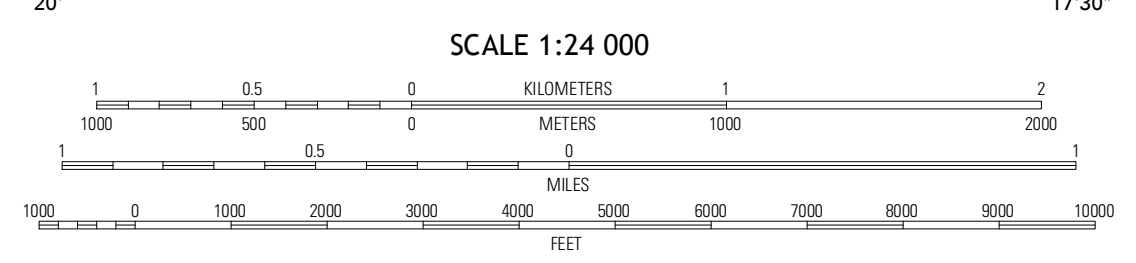 20' 17'30"
SCALE 1:24 000
1 0.5 0 KILOMETERS 1 2
1000 500 0 METERS 1000 2000
1 0.5 0 1
MILES
1000 0 1000 2000 3000 4000 5000 6000 7000 8000 9000 10000
FEET